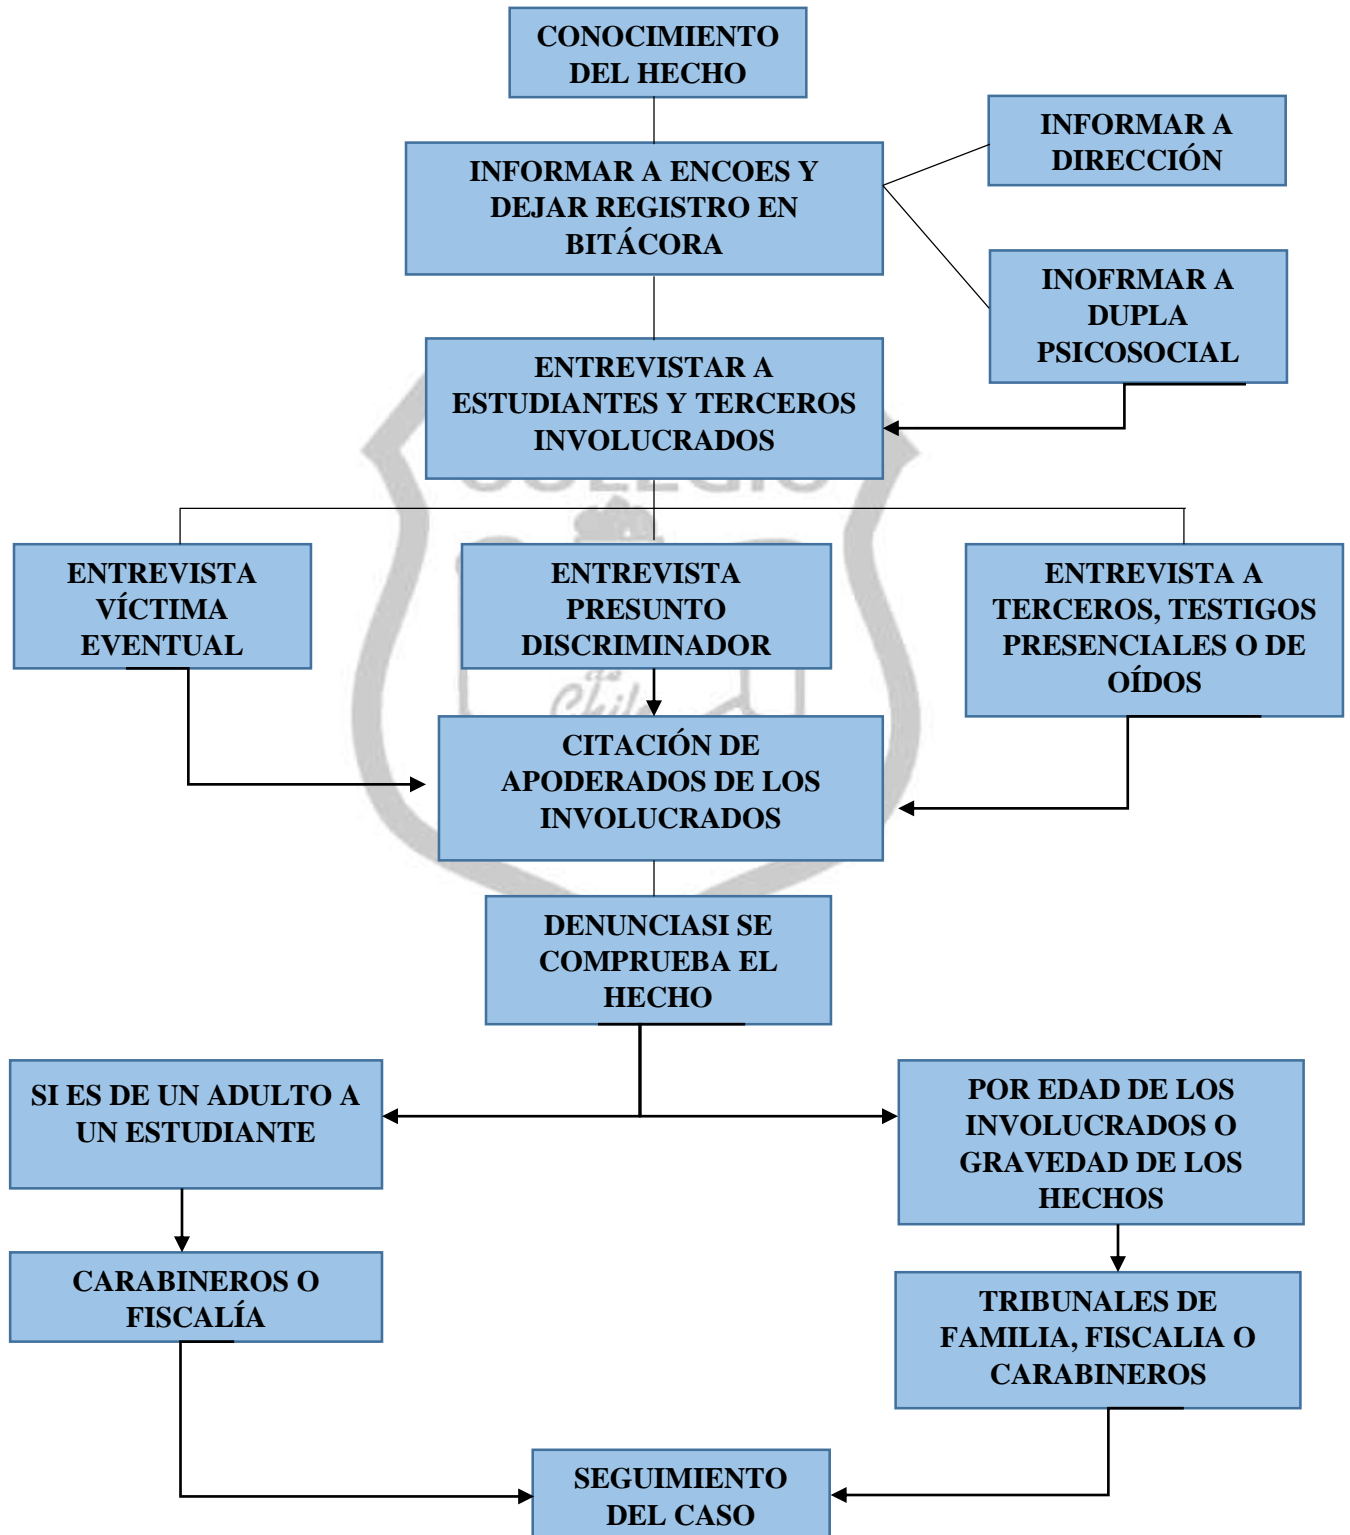 CONOCIMIENTO
DEL HECHO
INFORMAR A
DIRECCIÓN
INFORMAR A ENCOES Y
DEJAR REGISTRO EN
BITÁCORA
INOFRMAR A
DUPLA
PSICOSOCIAL
ENTREVISTAR A
ESTUDIANTES Y TERCEROS
INVOLUCRADOS
COLEGIO
ENTREVISTA
VÍCTIMA
EVENTUAL
ENTREVISTA
PRESUNTO
DISCRIMINADOR
ENTREVISTA A
TERCEROS, TESTIGOS
PRESENCIALES O DE
OÍDOS
de
Chile
CITACIÓN DE
APODERADOS DE LOS
INVOLUCRADOS
DENUNCIASI SE
COMPRUEBA EL
HECHO
SI ES DE UN ADULTO A
UN ESTUDIANTE
POR EDAD DE LOS
INVOLUCRADOS O
GRAVEDAD DE LOS
HECHOS
CARABINEROS O
FISCALÍA
TRIBUNALES DE
FAMILIA, FISCALIA O
CARABINEROS
SEGUIMIENTO
DEL CASO